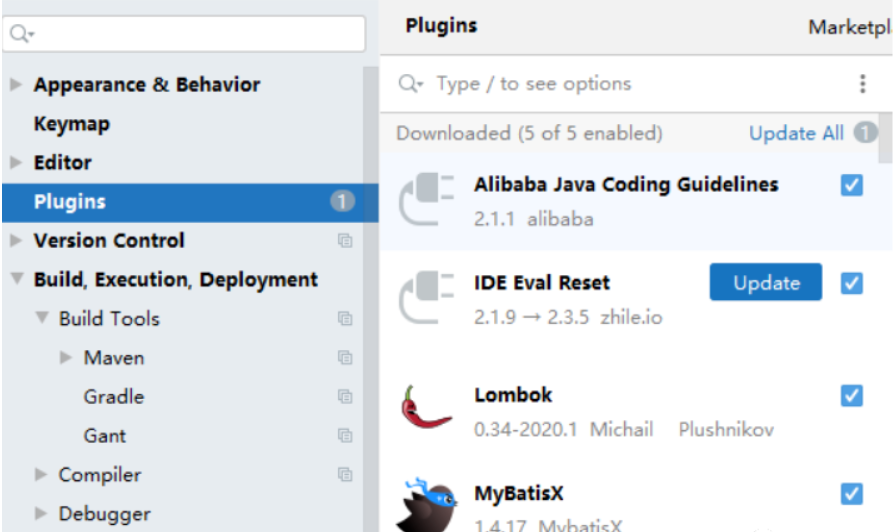 Plugins
Marketpl
Type / to see options
Appearance & Behavior
Keymap
Editor
Plugins 1
Version Control
Build, Execution, Deployment
Build Tools
Maven
Gradle
Gant
Compiler
Debugger
Downloaded (5 of 5 enabled) Update All 1
Alibaba Java Coding Guidelines
2.1.1 alibaba
IDE Eval Reset Update
2.1.9 → 2.3.5 zhile.io
Lombok
0.34-2020.1 Michail Plushnikov
MyBatisX
1.4.17 MybatisX